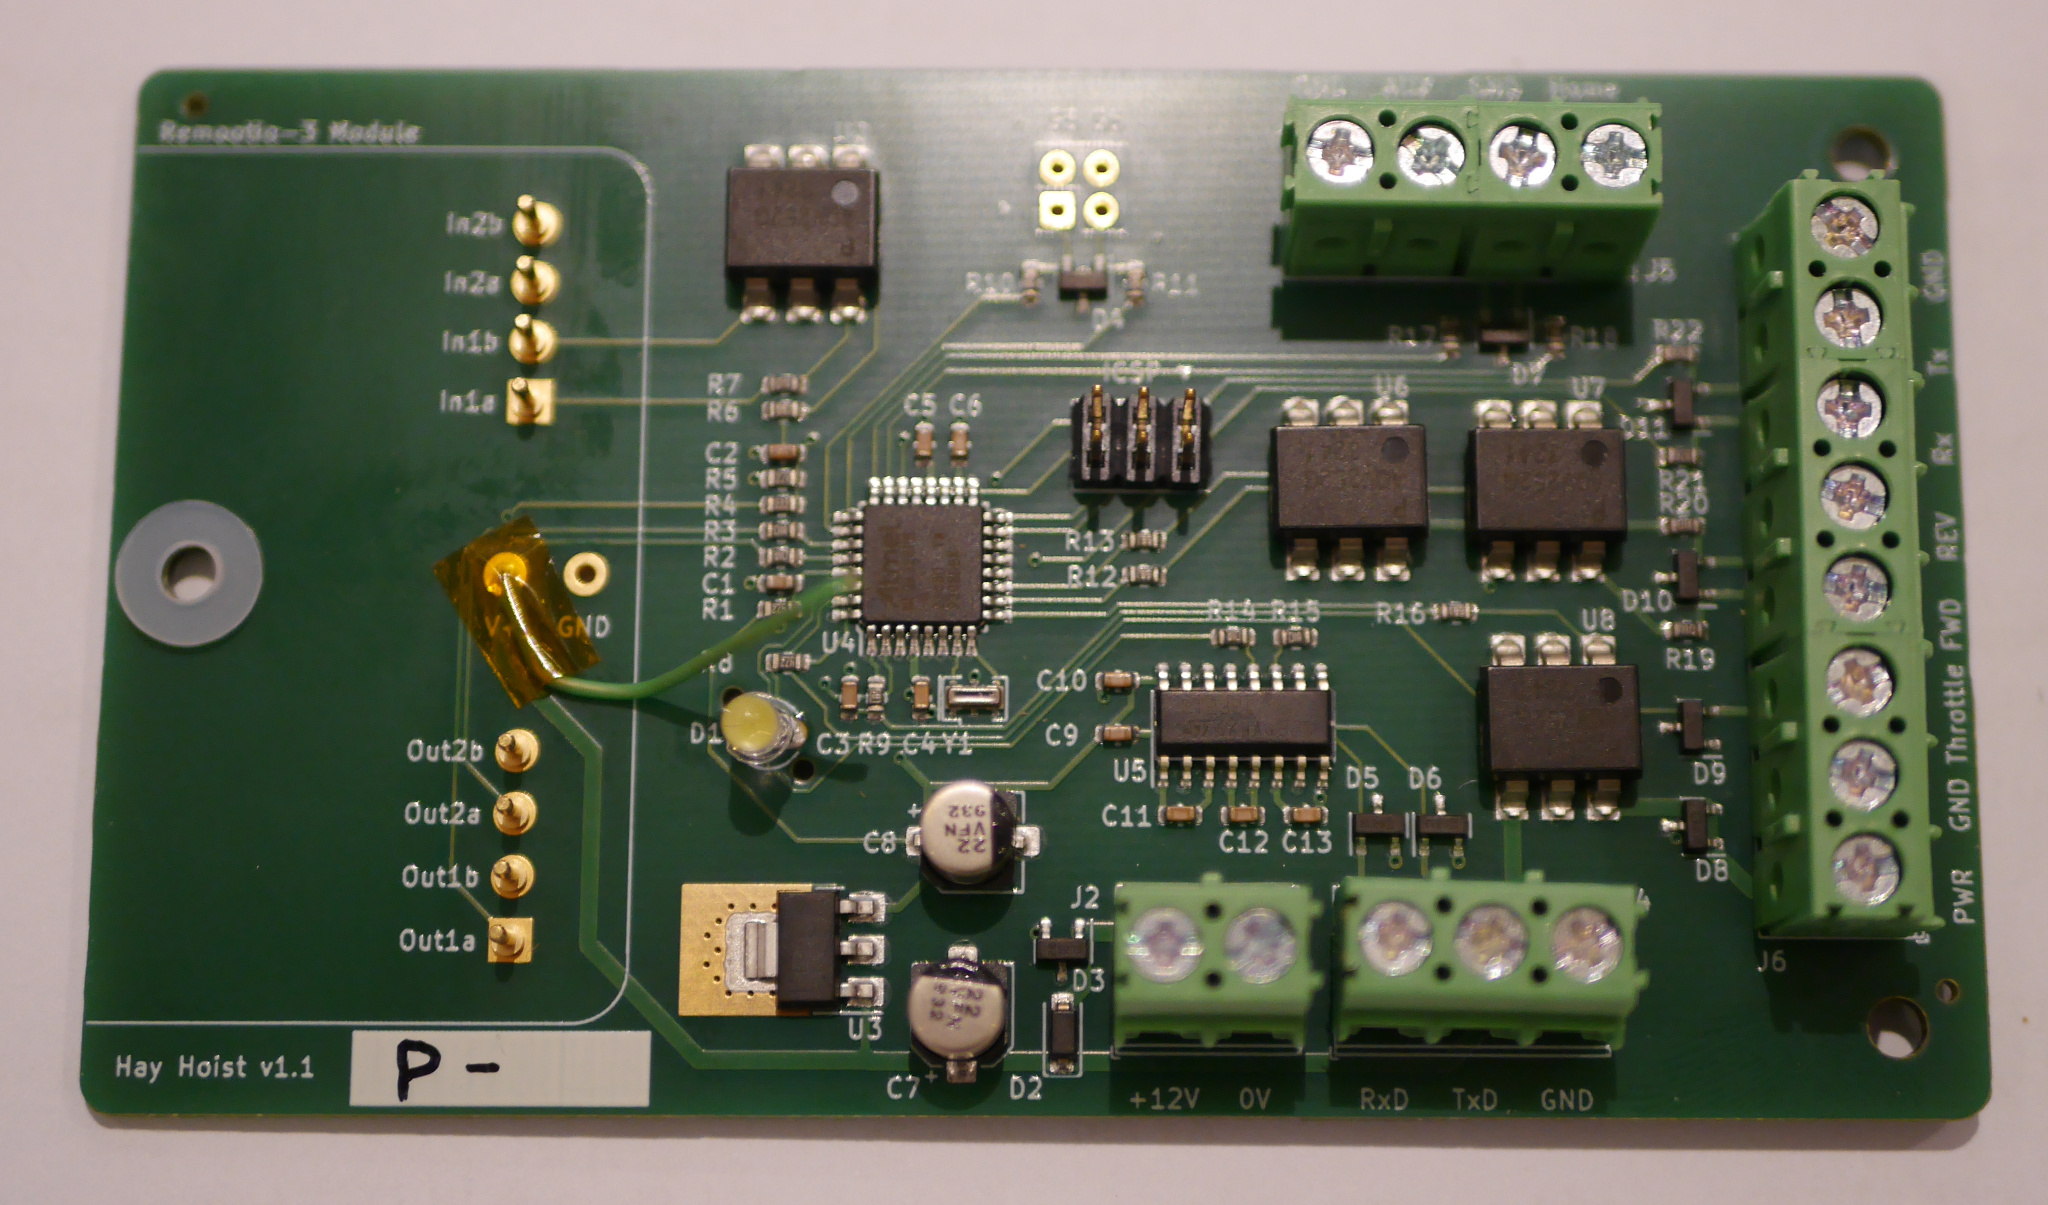 Remootio-3 Module
In2b
In2a
In1b
In1a
R10
R11
D4
J5
R17
R18
D7
R22
GND
Tx
Rx
REV
FWD
Throttle
GND
PWR
ICSP
R7
R6
C5 C6
U6
U7
D11
C2
R5
R4
R3
R2
C1
R1
R13
R12
U4
R14 R15
R16
U8
D10
R19
V+
GND
D1
C3 R9 C4 Y1
C10
C9
U5
D5 D6
D9
D8
C11
C12 C13
Out2b
Out2a
Out1b
Out1a
C8
22
VFN
932
J2
D3
U3
C7
+
D2
J6
Hay Hoist v1.1
P -
+12V
0V
RxD
TxD
GND